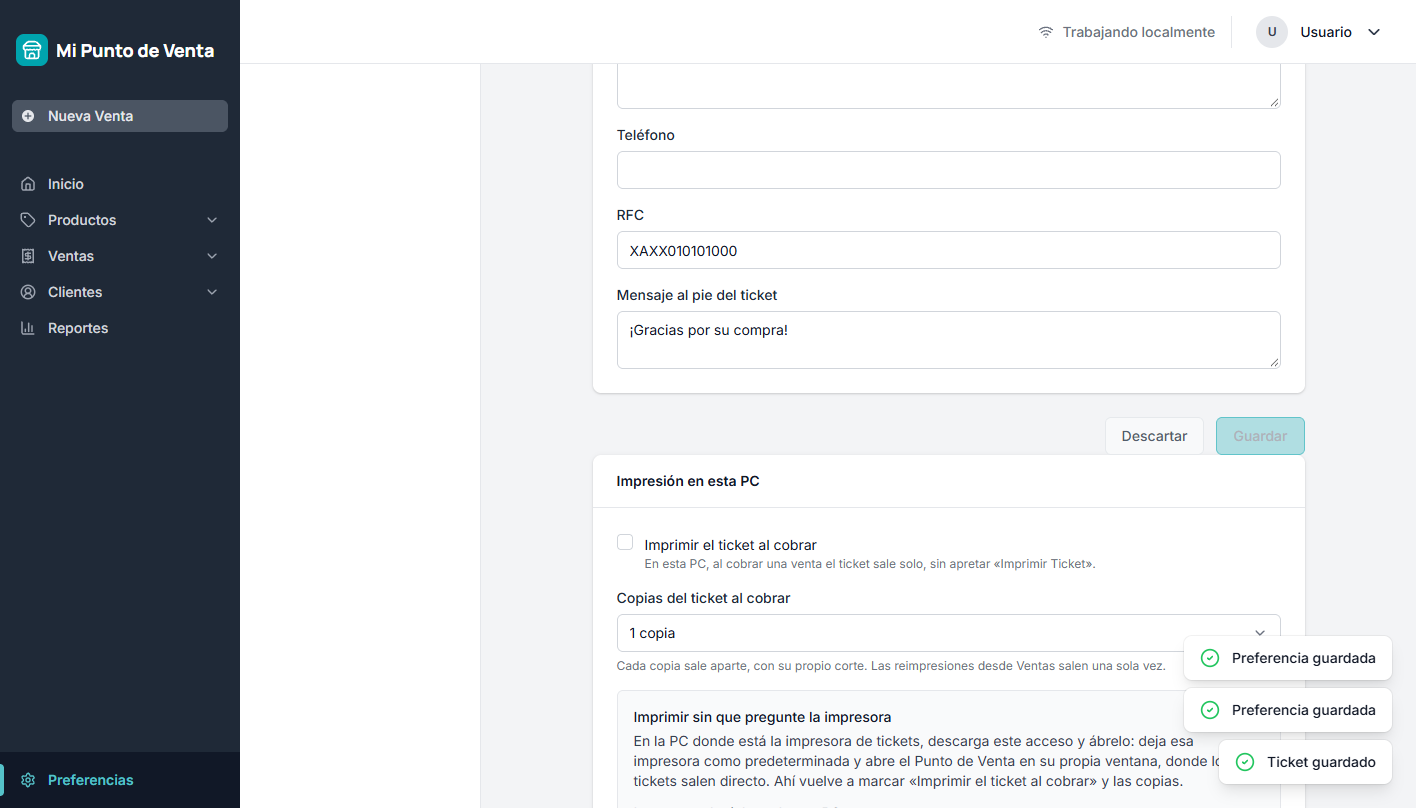 Mi Punto de Venta
Trabajando localmente
U
Usuario
Nueva Venta
Inicio
Productos
Ventas
Clientes
Reportes
Preferencias
Teléfono
RFC
XAXX010101000
Mensaje al pie del ticket
¡Gracias por su compra!
Descartar
Guardar
Impresión en esta PC
Imprimir el ticket al cobrar
En esta PC, al cobrar una venta el ticket sale solo, sin apretar «Imprimir Ticket».
Copias del ticket al cobrar
1 copia
Cada copia sale aparte, con su propio corte. Las reimpresiones desde Ventas salen una sola vez.
Imprimir sin que pregunte la impresora
En la PC donde está la impresora de tickets, descarga este acceso y ábrelo: deja esa
impresora como predeterminada y abre el Punto de Venta en su propia ventana, donde
tickets salen directo. Ahí vuelve a marcar «Imprimir el ticket al cobrar» y las copias.
Preferencia guardada
Preferencia guardada
Ticket guardado